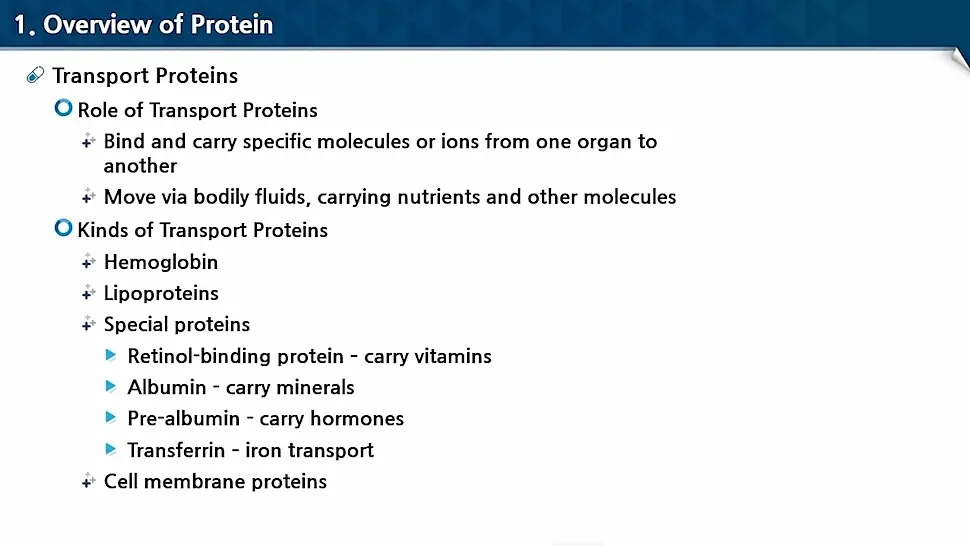 1. Overview of Protein
Transport Proteins
Role of Transport Proteins
Bind and carry specific molecules or ions from one organ to
another
Move via bodily fluids, carrying nutrients and other molecules
Kinds of Transport Proteins
Hemoglobin
Lipoproteins
Special proteins
Retinol-binding protein - carry vitamins
Albumin - carry minerals
Pre-albumin - carry hormones
Transferrin - iron transport
Cell membrane proteins